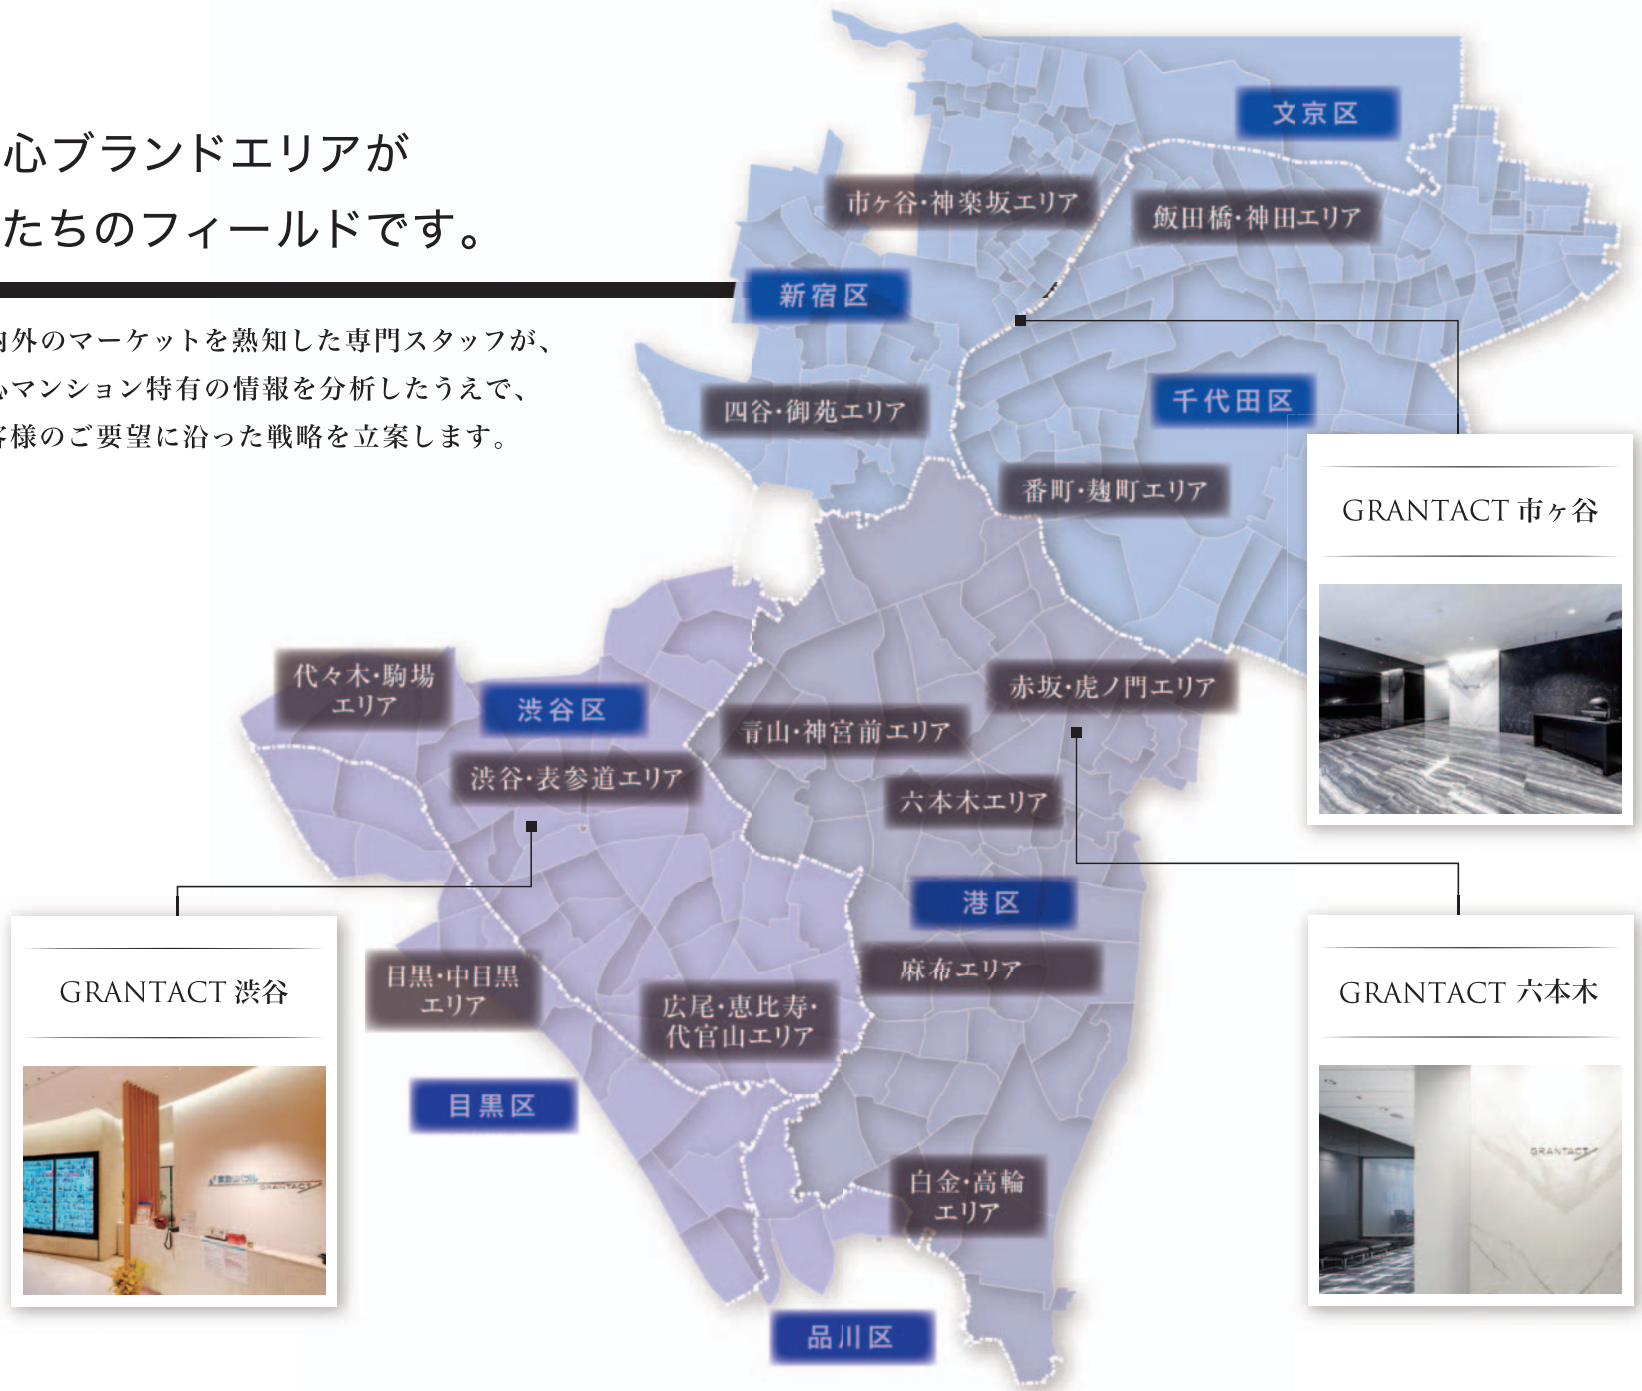 心ブランドエリアが
たちのフィールドです。
内外のマーケットを熟知した専門スタッフが、
心マンション特有の情報を分析したうえで、
客様のご要望に沿った戦略を立案します。
文京区
市ヶ谷・神楽坂エリア
飯田橋・神田エリア
新宿区
四谷・御苑エリア
千代田区
番町・麹町エリア
GRANTACT 市ヶ谷
代々木・駒場
エリア
渋谷区
渋谷・表参道エリア
青山・神宮前エリア
赤坂・虎ノ門エリア
六本木エリア
港区
麻布エリア
GRANTACT 渋谷
目黒・中目黒
エリア
広尾・恵比寿・
代官山エリア
目黒区
白金・高輪
エリア
品川区
GRANTACT 六本木
GRANTACT
GRANTACT